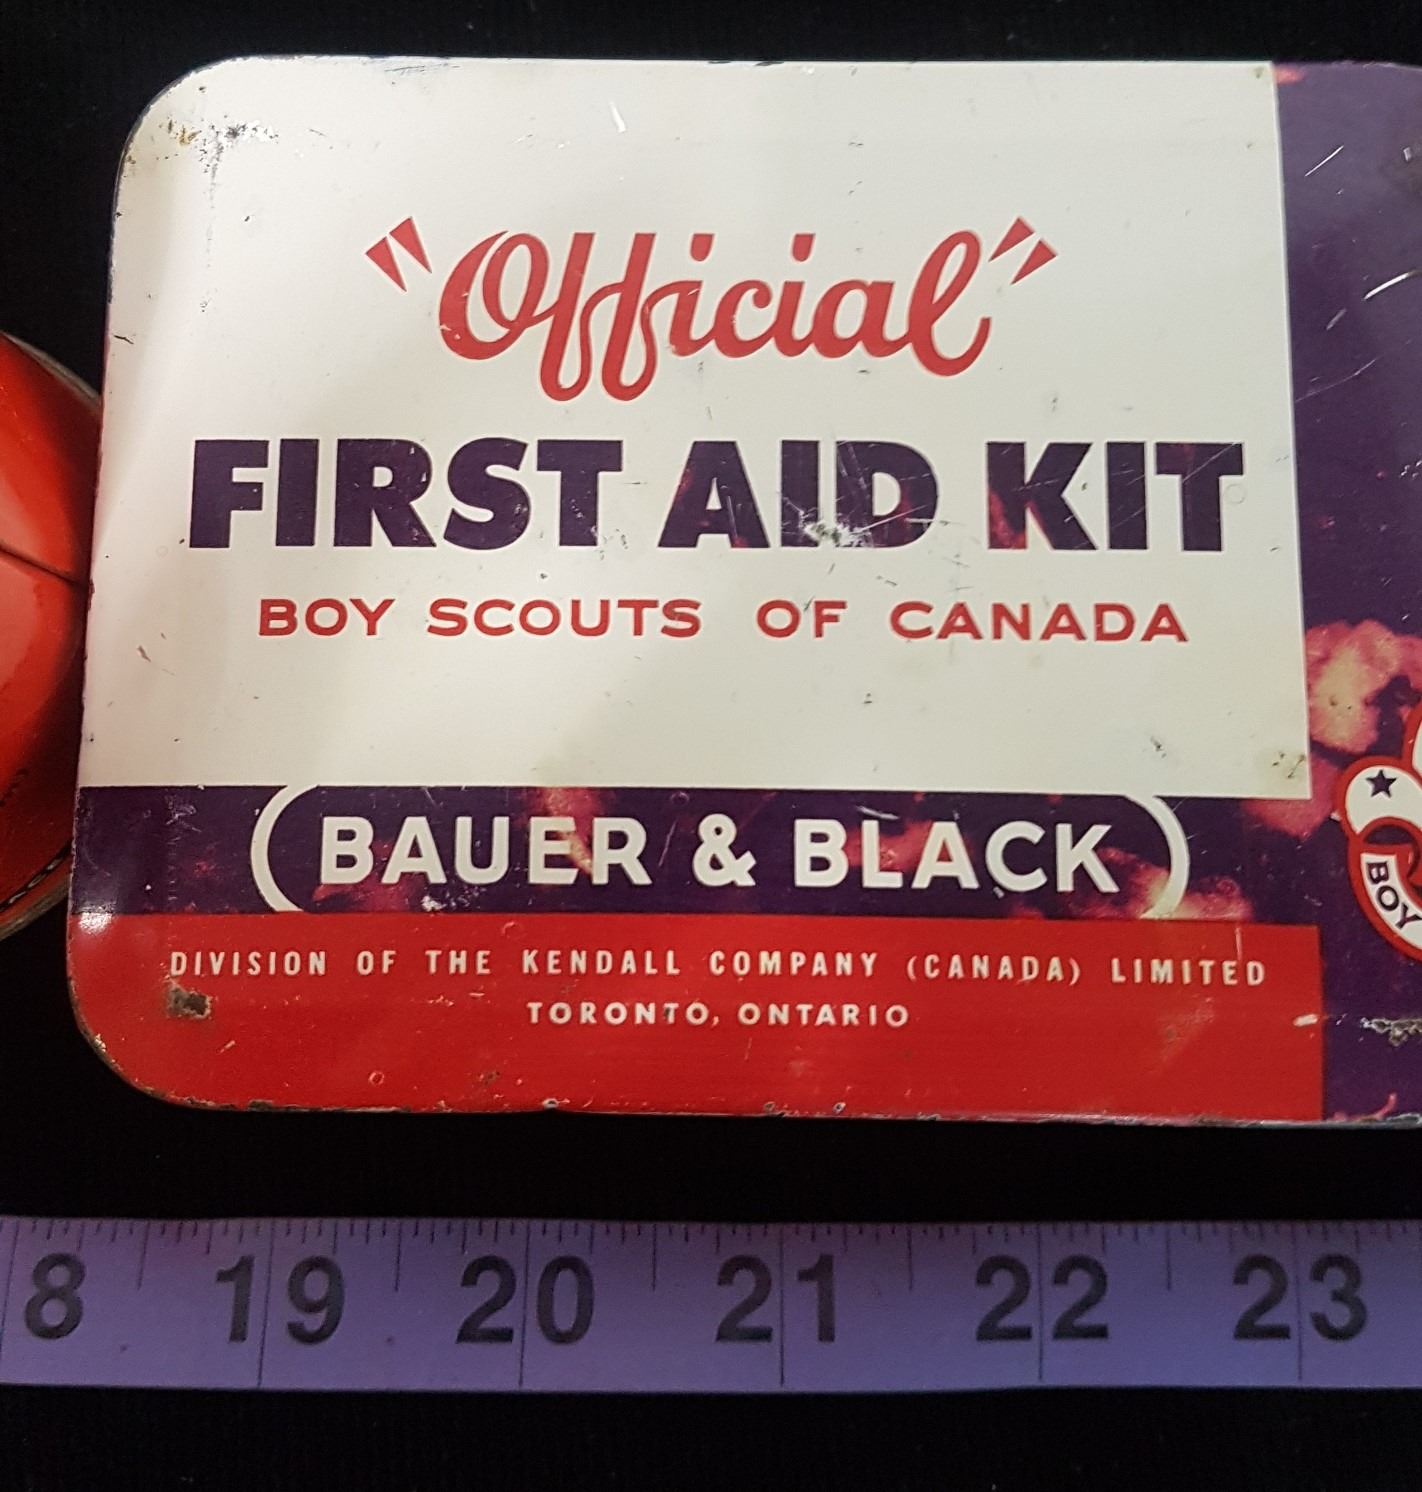 "Official"
FIRST AID KIT
BOY SCOUTS OF CANADA
BAUER & BLACK
BOY
DIVISION OF THE KENDALL COMPANY (CANADA) LIMITED
TORONTO, ONTARIO
8 19 20 21 22 23